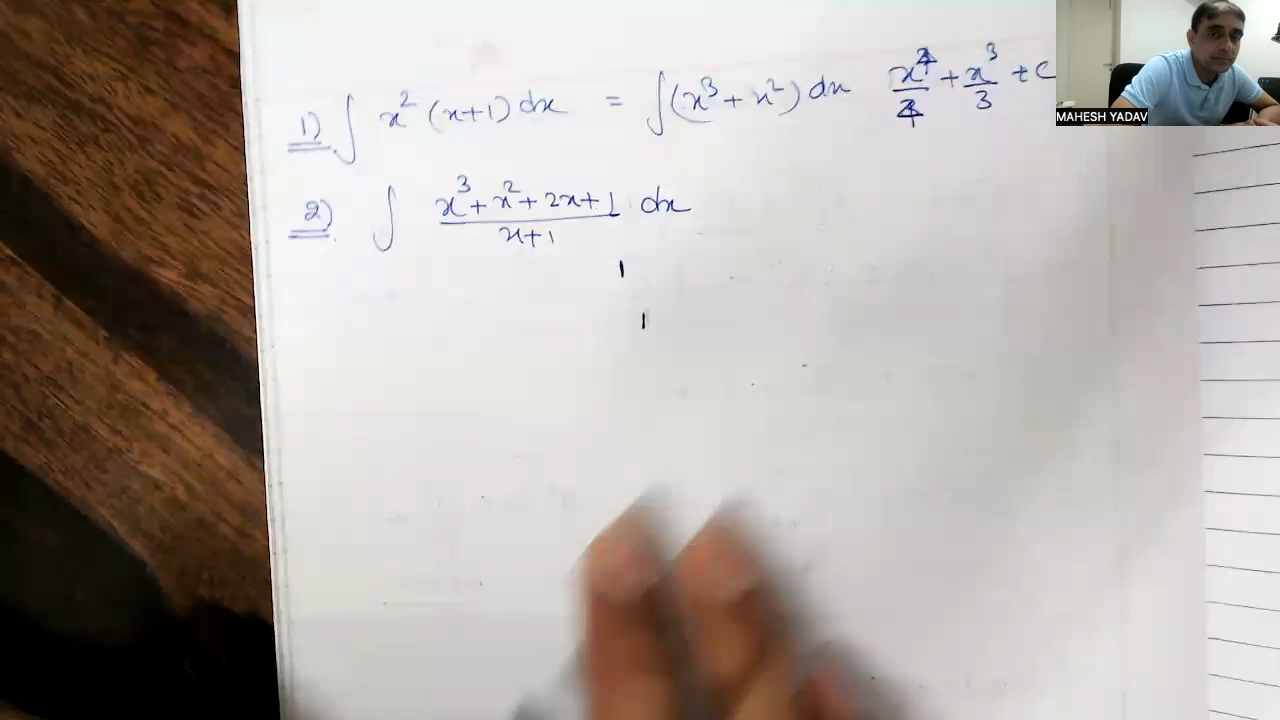 1) ∫ x² (x+1) dx = ∫(x³ + x²) dx x⁴/4 + x³/3 + c
2) ∫ (x³ + x² + 2x + 1)/(x+1) dx
MAHESH YADAV